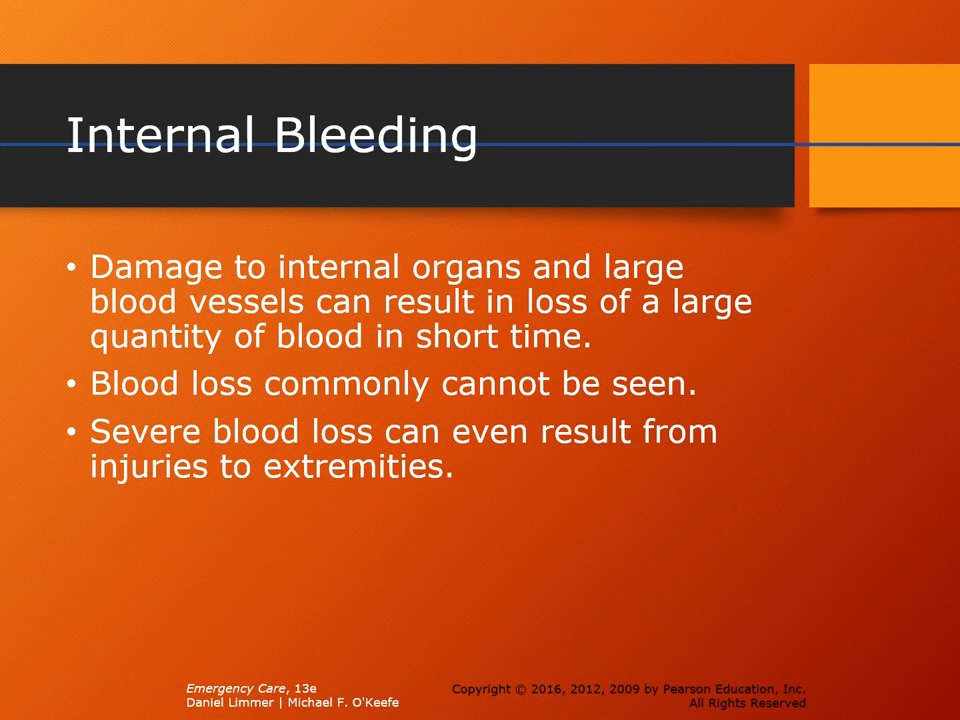 Internal Bleeding
• Damage to internal organs and large
blood vessels can result in loss of a large
quantity of blood in short time.
• Blood loss commonly cannot be seen.
• Severe blood loss can even result from
injuries to extremities.
Emergency Care, 13e
Daniel Limmer | Michael F. O'Keefe
Copyright © 2016, 2012, 2009 by Pearson Education, Inc.
All Rights Reserved